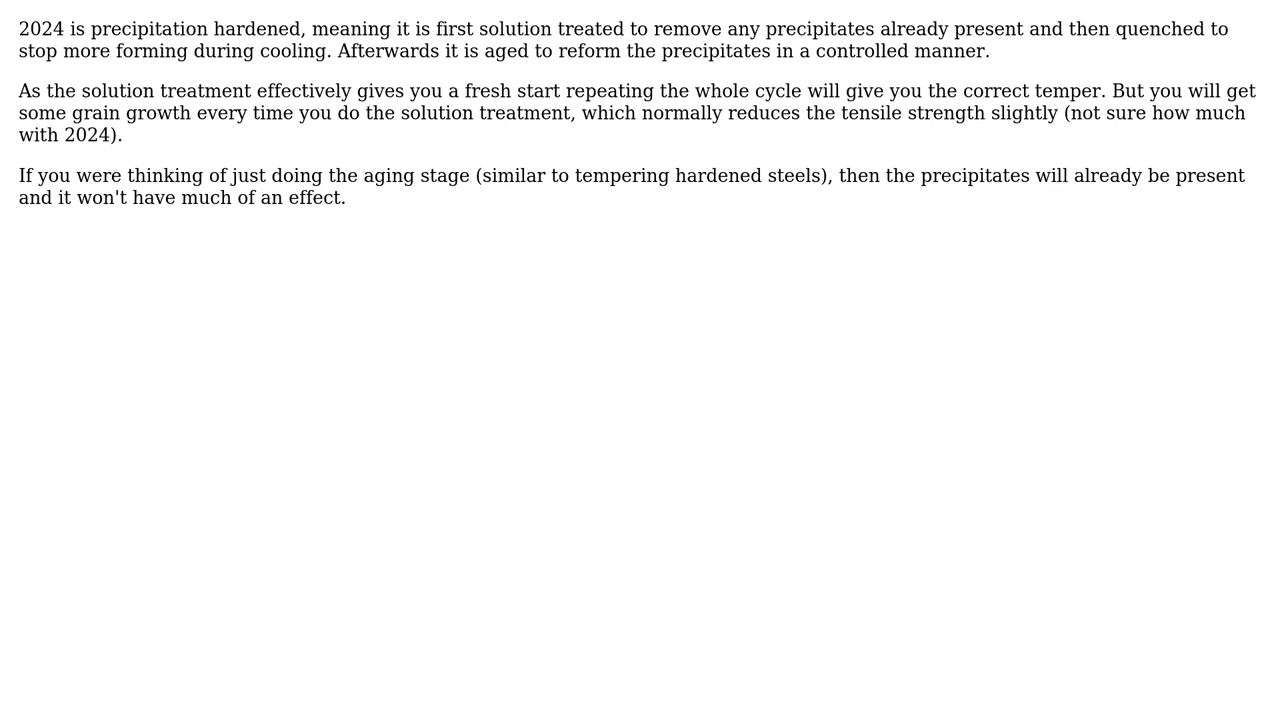 2024 is precipitation hardened, meaning it is first solution treated to remove any precipitates already present and then quenched to
stop more forming during cooling. Afterwards it is aged to reform the precipitates in a controlled manner.
As the solution treatment effectively gives you a fresh start repeating the whole cycle will give you the correct temper. But you will get
some grain growth every time you do the solution treatment, which normally reduces the tensile strength slightly (not sure how much
with 2024).
If you were thinking of just doing the aging stage (similar to tempering hardened steels), then the precipitates will already be present
and it won't have much of an effect.